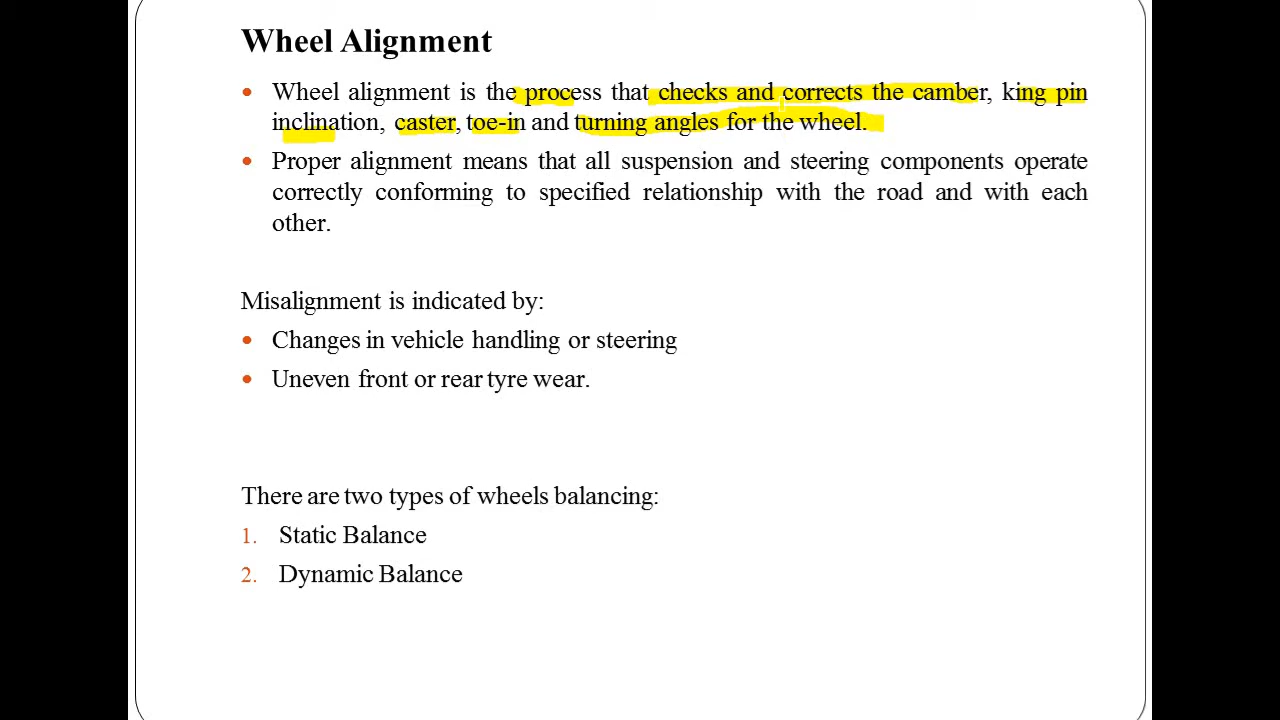 Wheel Alignment
• Wheel alignment is the process that checks and corrects the camber, king pin
inclination, caster, toe-in and turning angles for the wheel.
• Proper alignment means that all suspension and steering components operate
correctly conforming to specified relationship with the road and with each
other.
Misalignment is indicated by:
• Changes in vehicle handling or steering
• Uneven front or rear tyre wear.
There are two types of wheels balancing:
1. Static Balance
2. Dynamic Balance